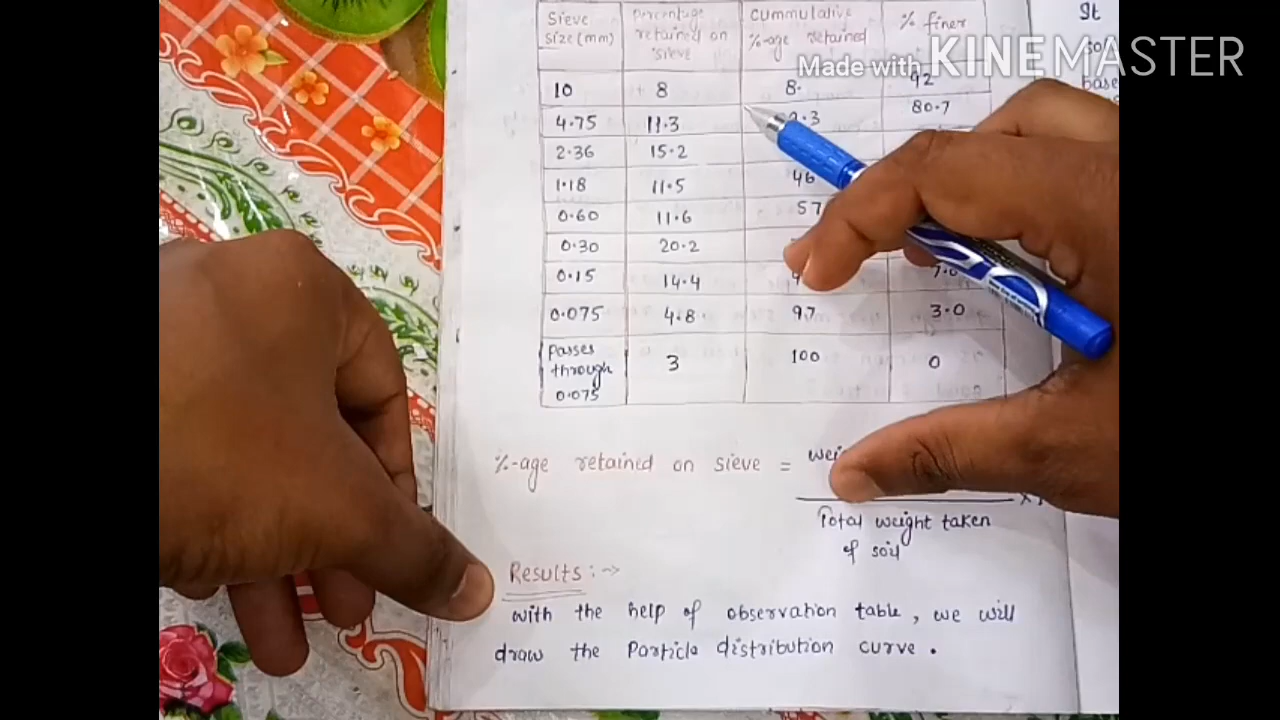 Sieve size(mm) Percentage retained on sieve Cummulative %-age retained % finer
Made with KINEMASTER
10 8 8. 92
4.75 11.3 .3 80.7
2.36 15.2
1.18 11.5 46
0.60 11.6 57
0.30 20.2
0.15 14.4
0.075 4.8 97 3.0
Passes through 0.075 3 100 0
%-age retained on sieve =
Total weight taken
of soil
Results :-
with the help of observation table, we will
draw the Particle distribution curve.
It
so
base